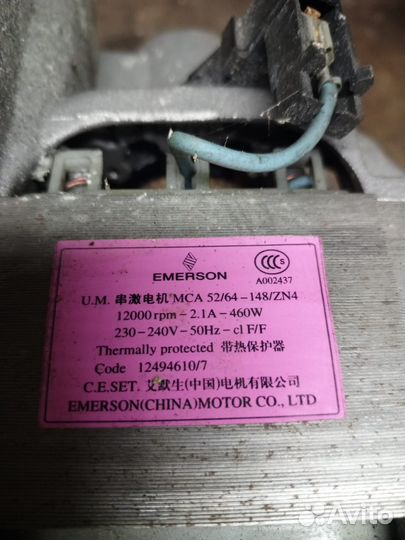 EMERSON
CCC S
A002437
U.M. 串激电机 MCA 52/64-148/ZN4
12000 rpm - 2.1A - 460W
230-240V - 50Hz - cl F/F
Thermally protected 带热保护器
Code 12494610/7
C.E.SET. 艾默生(中国)电机有限公司
EMERSON(CHINA)MOTOR CO., LTD
Avito